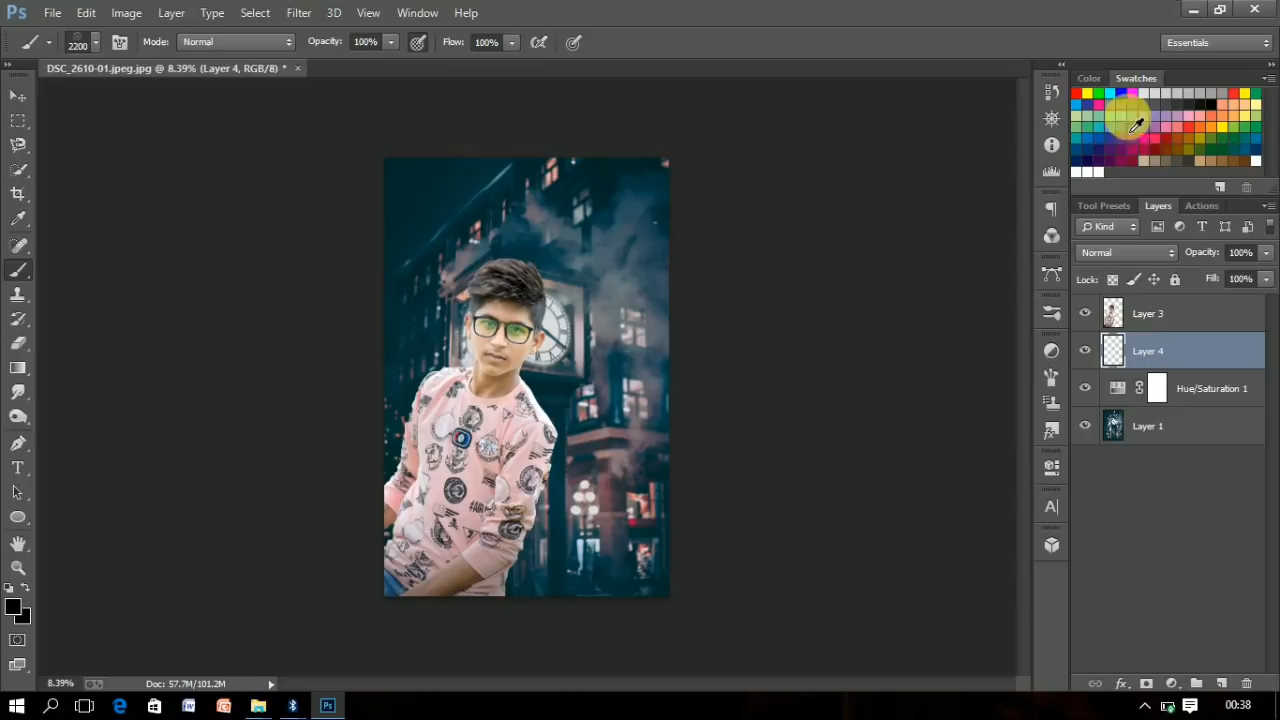 Ps File Edit Image Layer Type Select Filter 3D View Window Help
2200 Mode: Normal Opacity: 100% Flow: 100% Essentials
DSC_2610-01.jpeg.jpg @ 8.39% (Layer 4, RGB/8) * ×
Color Swatches
Tool Presets Layers Actions
Kind
Normal Opacity: 100%
Lock: Fill: 100%
Layer 3
Layer 4
Hue/Saturation 1
Layer 1
8.39% Doc: 57.7M/101.2M
00:38